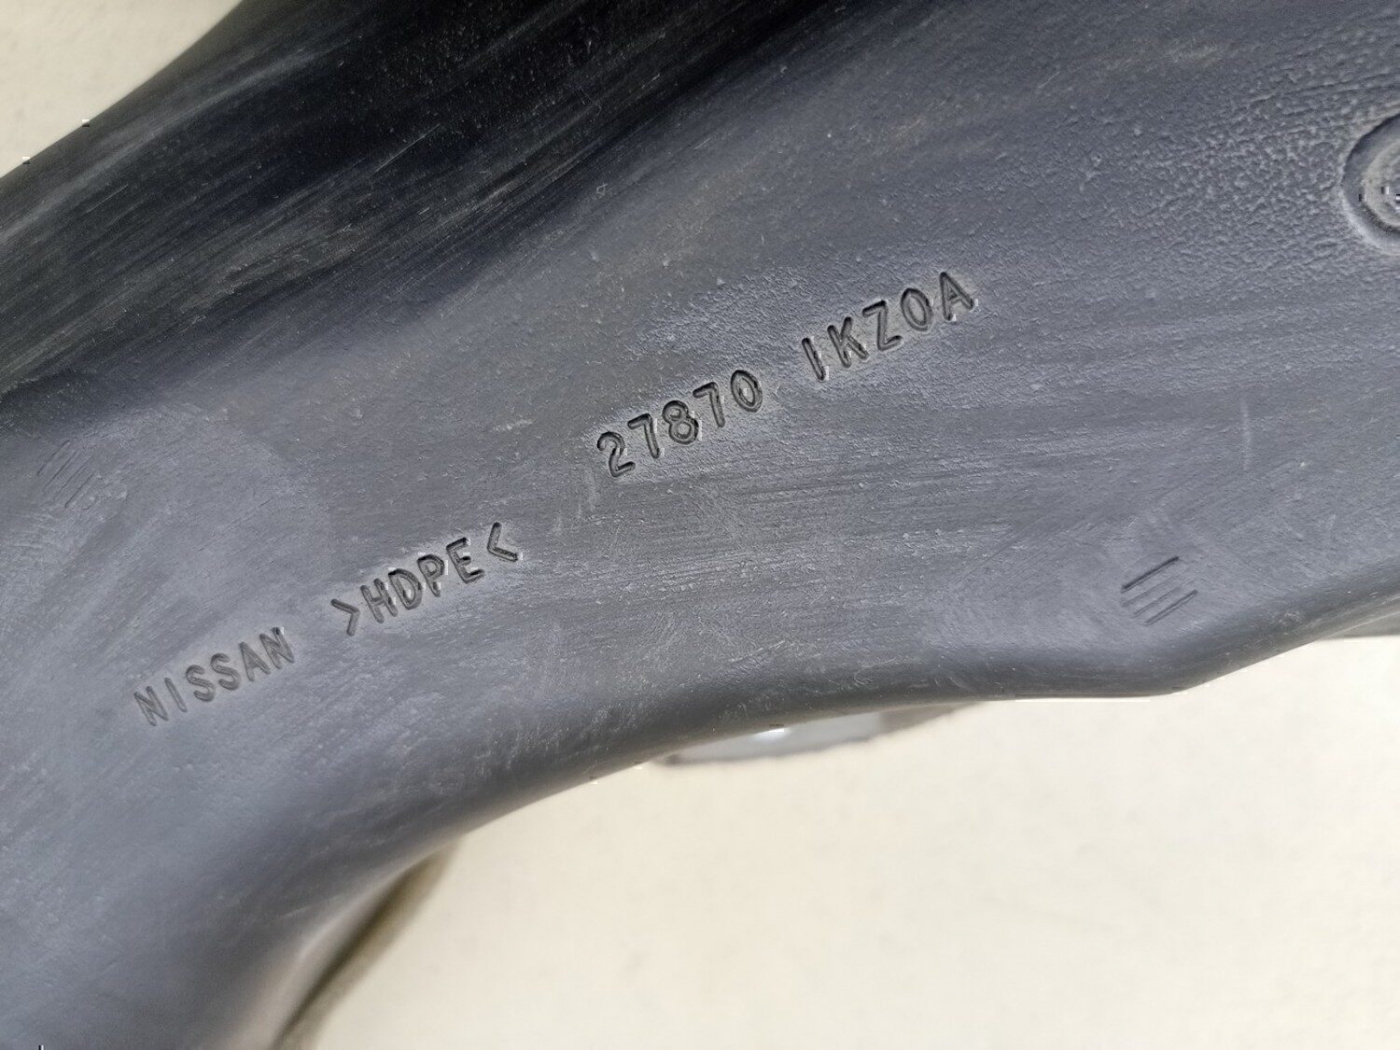 NISSAN >HDPE< 27870 1KZ0A